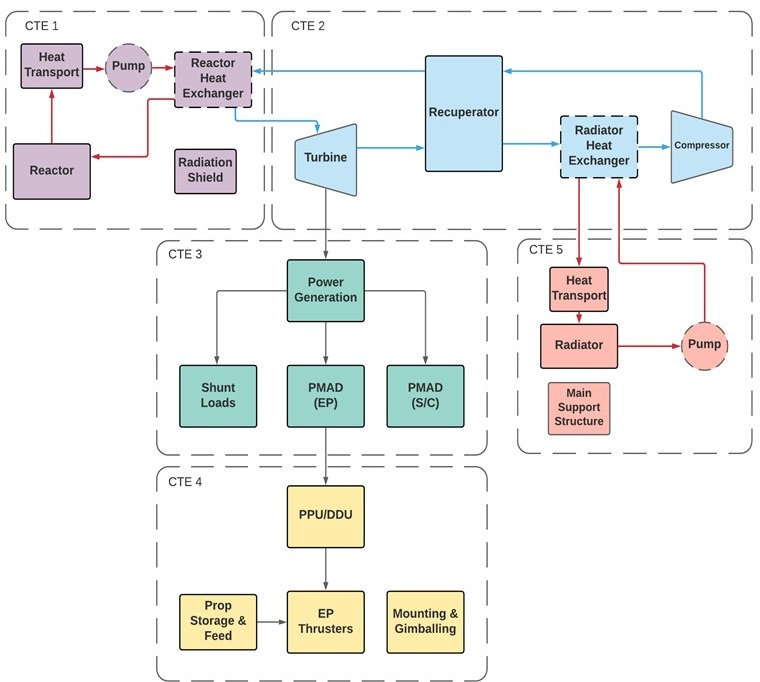 CTE 1
Heat
Transport
Pump
Reactor
Heat
Exchanger
Reactor
Radiation
Shield
CTE 2
Turbine
Recuperator
Radiator
Heat
Exchanger
Compressor
CTE 3
Power
Generation
Shunt
Loads
PMAD
(EP)
PMAD
(S/C)
CTE 5
Heat
Transport
Radiator
Pump
Main
Support
Structure
CTE 4
PPU/DDU
Prop
Storage &
Feed
EP
Thrusters
Mounting &
Gimballing